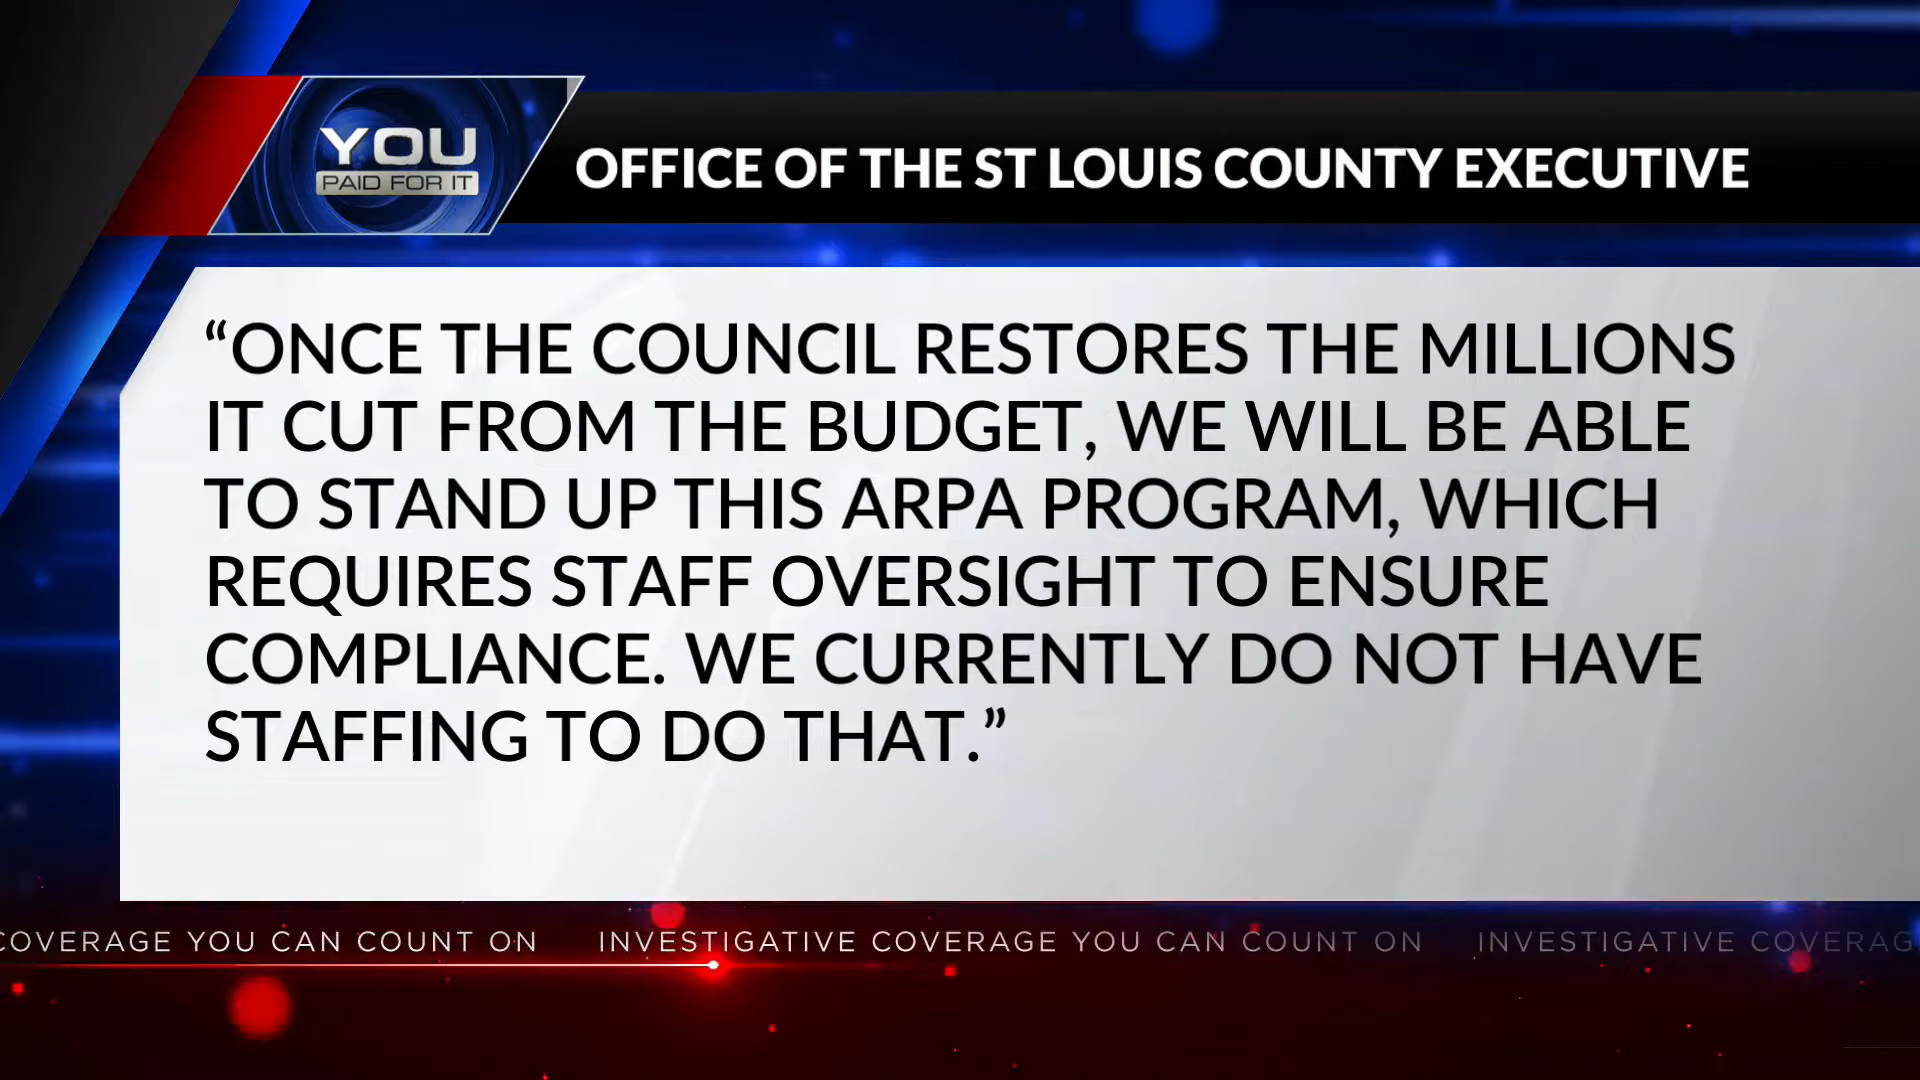 YOU
PAID FOR IT
OFFICE OF THE ST LOUIS COUNTY EXECUTIVE
“ONCE THE COUNCIL RESTORES THE MILLIONS
IT CUT FROM THE BUDGET, WE WILL BE ABLE
TO STAND UP THIS ARPA PROGRAM, WHICH
REQUIRES STAFF OVERSIGHT TO ENSURE
COMPLIANCE. WE CURRENTLY DO NOT HAVE
STAFFING TO DO THAT.”
COVERAGE YOU CAN COUNT ON INVESTIGATIVE COVERAGE YOU CAN COUNT ON INVESTIGATIVE COVERAG